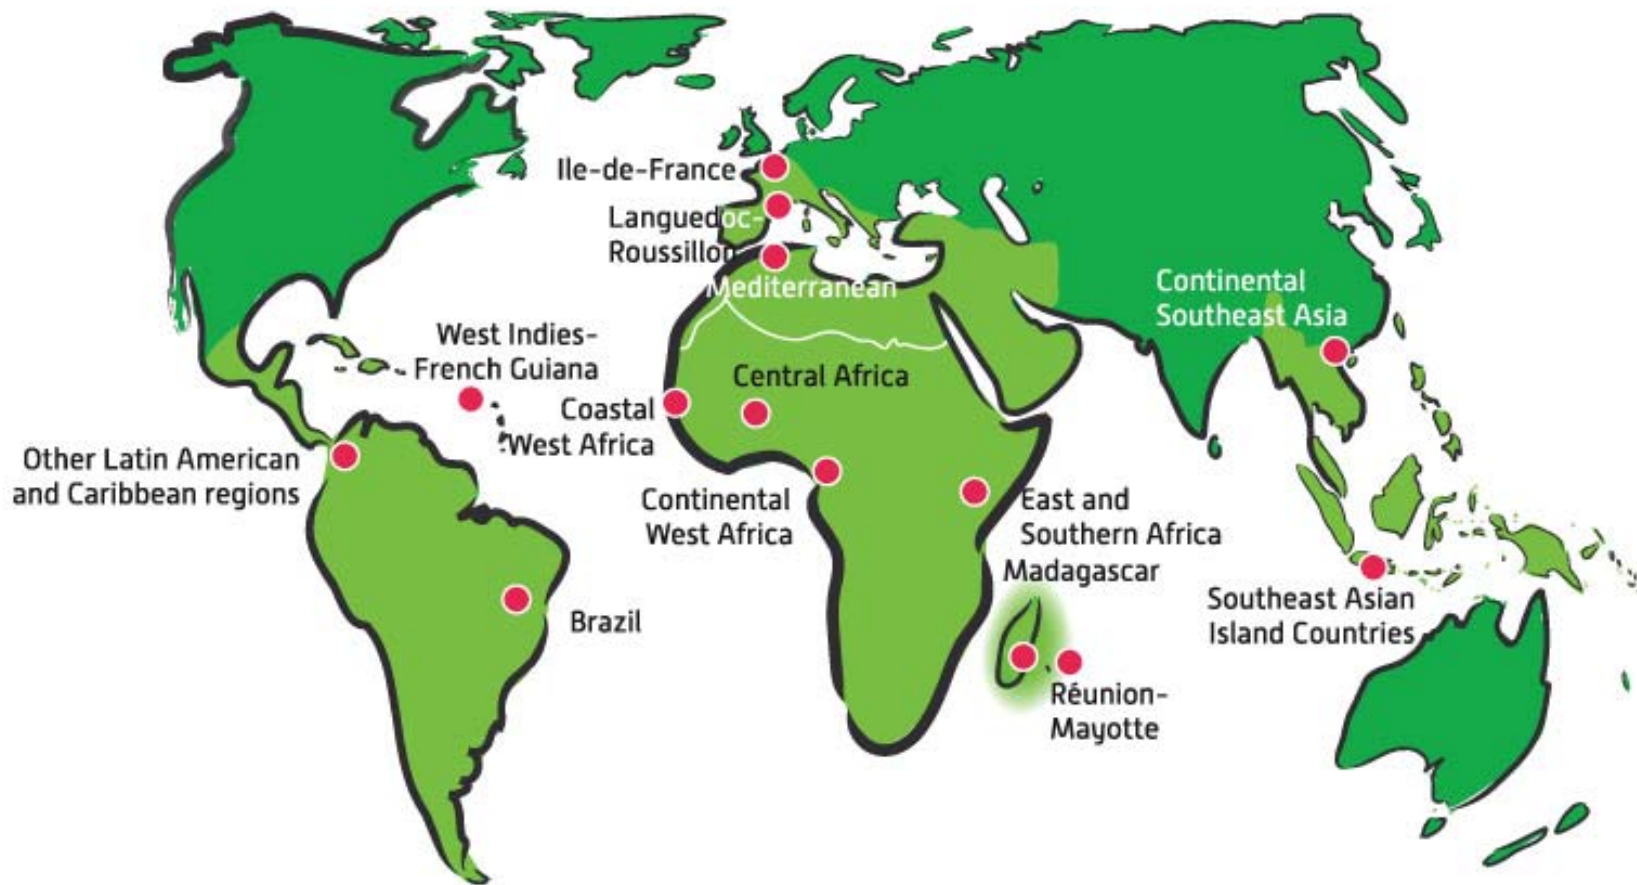 Ile-de-France
Languedoc-
Roussillon
Mediterranean
Continental
Southeast Asia
West Indies-
French Guiana
Central Africa
Coastal
West Africa
Other Latin American
and Caribbean regions
Continental
West Africa
East and
Southern Africa
Madagascar
Brazil
Southeast Asian
Island Countries
Réunion-
Mayotte